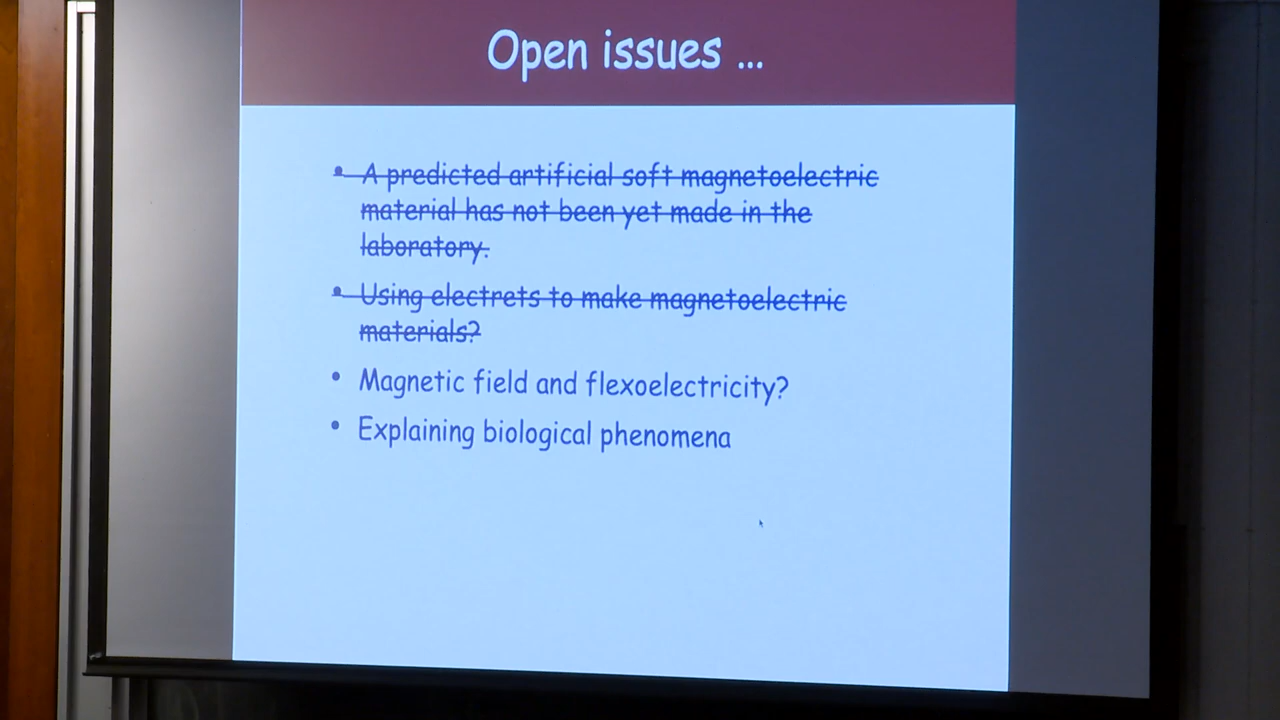 Open issues ...
• A predicted artificial soft magnetoelectric
material has not been yet made in the
laboratory.
• Using electrets to make magnetoelectric
materials?
• Magnetic field and flexoelectricity?
• Explaining biological phenomena